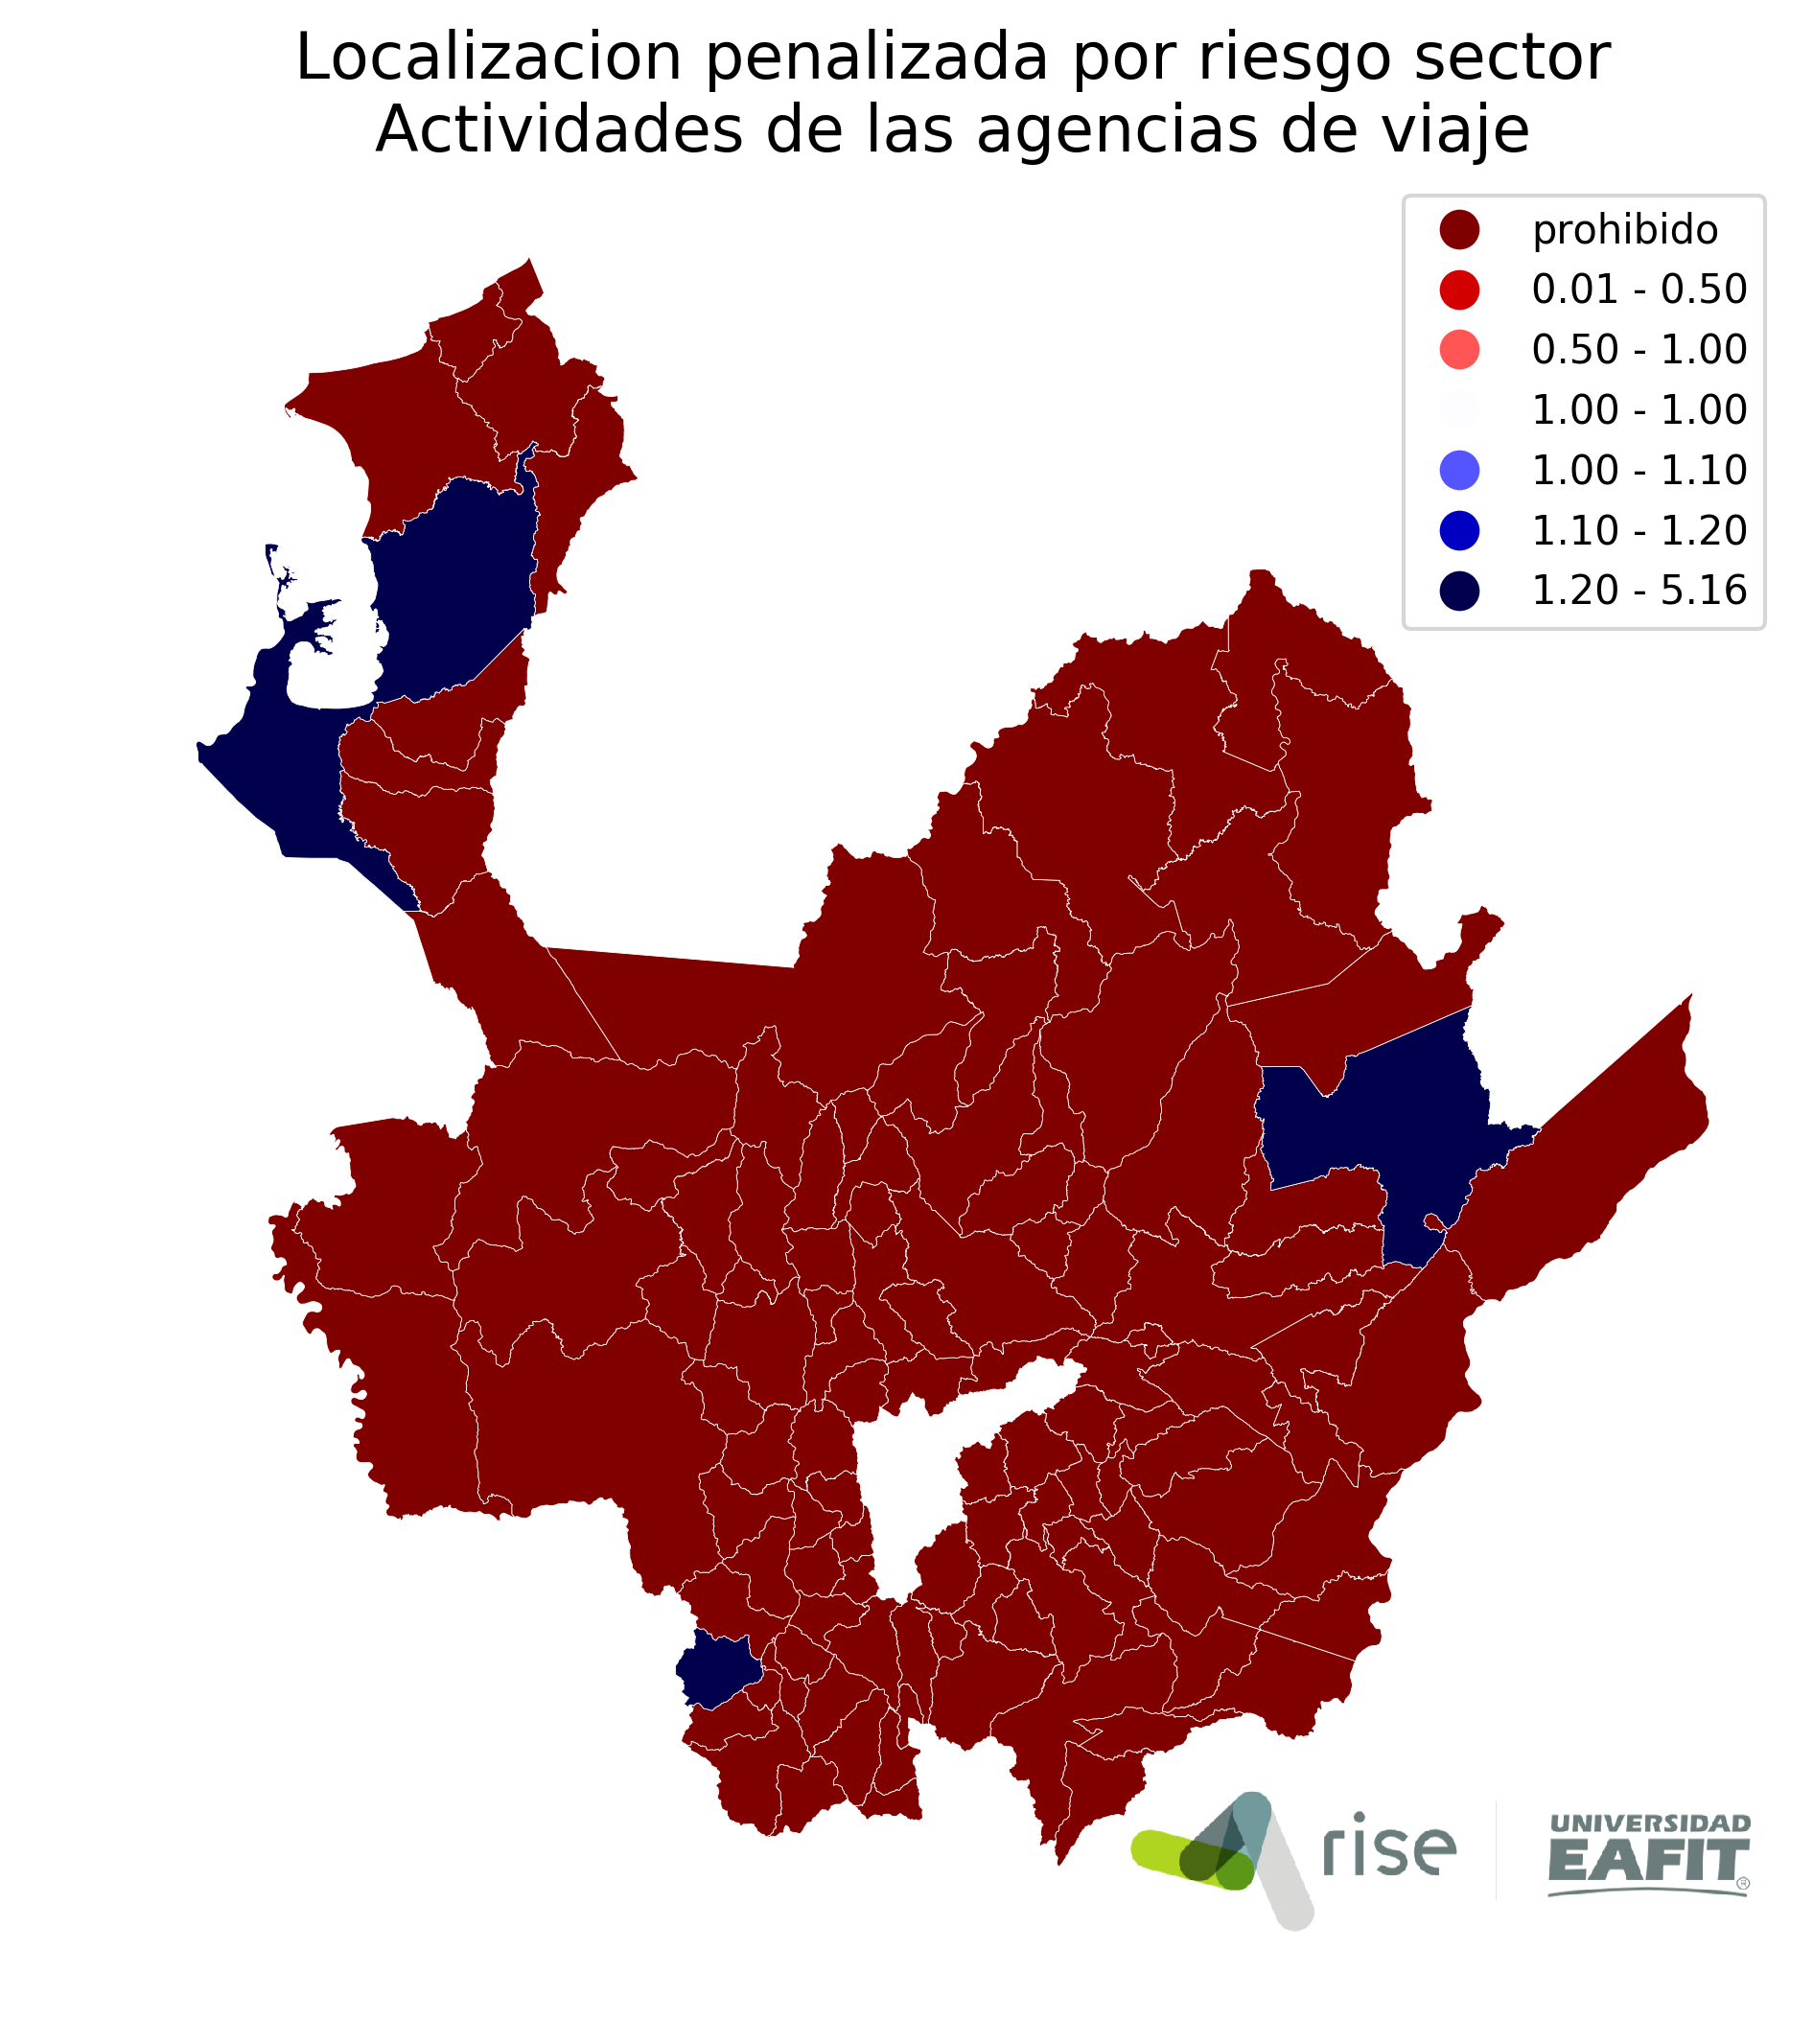 Localizacion penalizada por riesgo sector
Actividades de las agencias de viaje
prohibido
0.01 - 0.50
0.50 - 1.00
1.00 - 1.00
1.00 - 1.10
1.10 - 1.20
1.20 - 5.16
rise
UNIVERSIDAD
EAFIT®